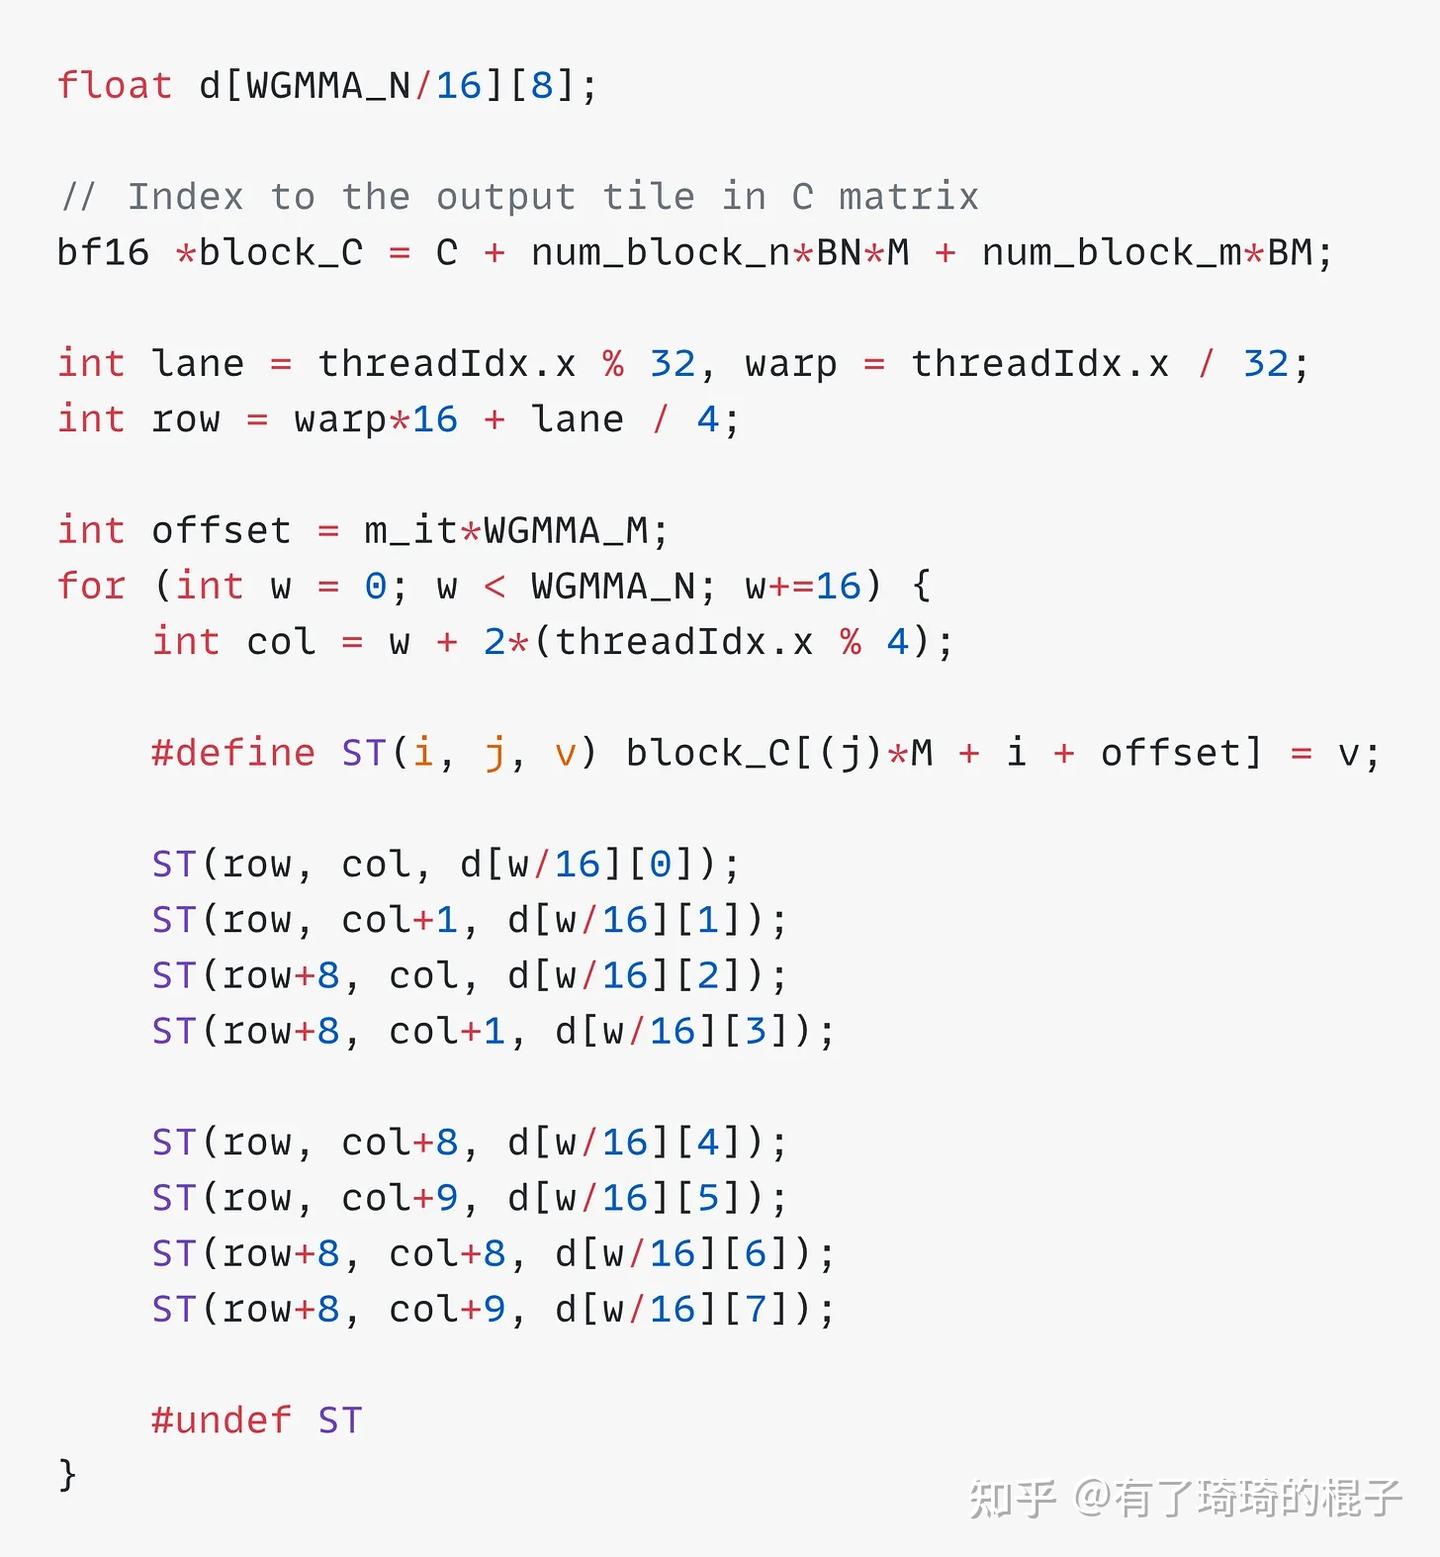 float d[WGMMA_N/16][8];
// Index to the output tile in C matrix
bf16 *block_C = C + num_block_n*BN*M + num_block_m*BM;
int lane = threadIdx.x % 32, warp = threadIdx.x / 32;
int row = warp*16 + lane / 4;
int offset = m_it*WGMMA_M;
for (int w = 0; w < WGMMA_N; w+=16) {
    int col = w + 2*(threadIdx.x % 4);
    #define ST(i, j, v) block_C[(j)*M + i + offset] = v;
    ST(row, col, d[w/16][0]);
    ST(row, col+1, d[w/16][1]);
    ST(row+8, col, d[w/16][2]);
    ST(row+8, col+1, d[w/16][3]);
    ST(row, col+8, d[w/16][4]);
    ST(row, col+9, d[w/16][5]);
    ST(row+8, col+8, d[w/16][6]);
    ST(row+8, col+9, d[w/16][7]);
    #undef ST
}
知乎 @有了琦琦的棍子